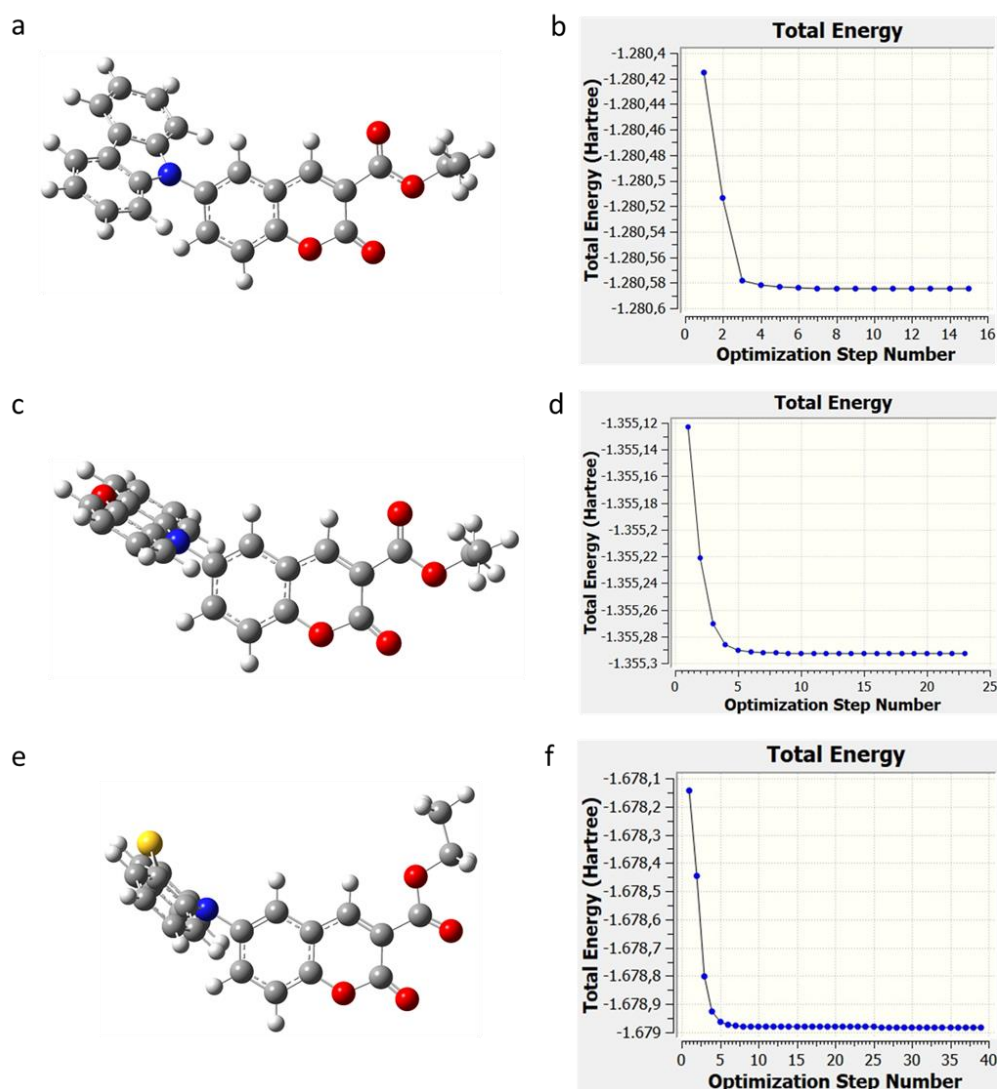 a
b
Total Energy
Total Energy (Hartree)
-1.280,4
-1.280,42
-1.280,44
-1.280,46
-1.280,48
-1.280,5
-1.280,52
-1.280,54
-1.280,56
-1.280,58
-1.280,6
0 2 4 6 8 10 12 14 16
Optimization Step Number
c
d
Total Energy
Total Energy (Hartree)
-1.355,12
-1.355,14
-1.355,16
-1.355,18
-1.355,2
-1.355,22
-1.355,24
-1.355,26
-1.355,28
-1.355,3
0 5 10 15 20 25
Optimization Step Number
e
f
Total Energy
Total Energy (Hartree)
-1.678,1
-1.678,2
-1.678,3
-1.678,4
-1.678,5
-1.678,6
-1.678,7
-1.678,8
-1.678,9
-1.679
0 5 10 15 20 25 30 35 40
Optimization Step Number